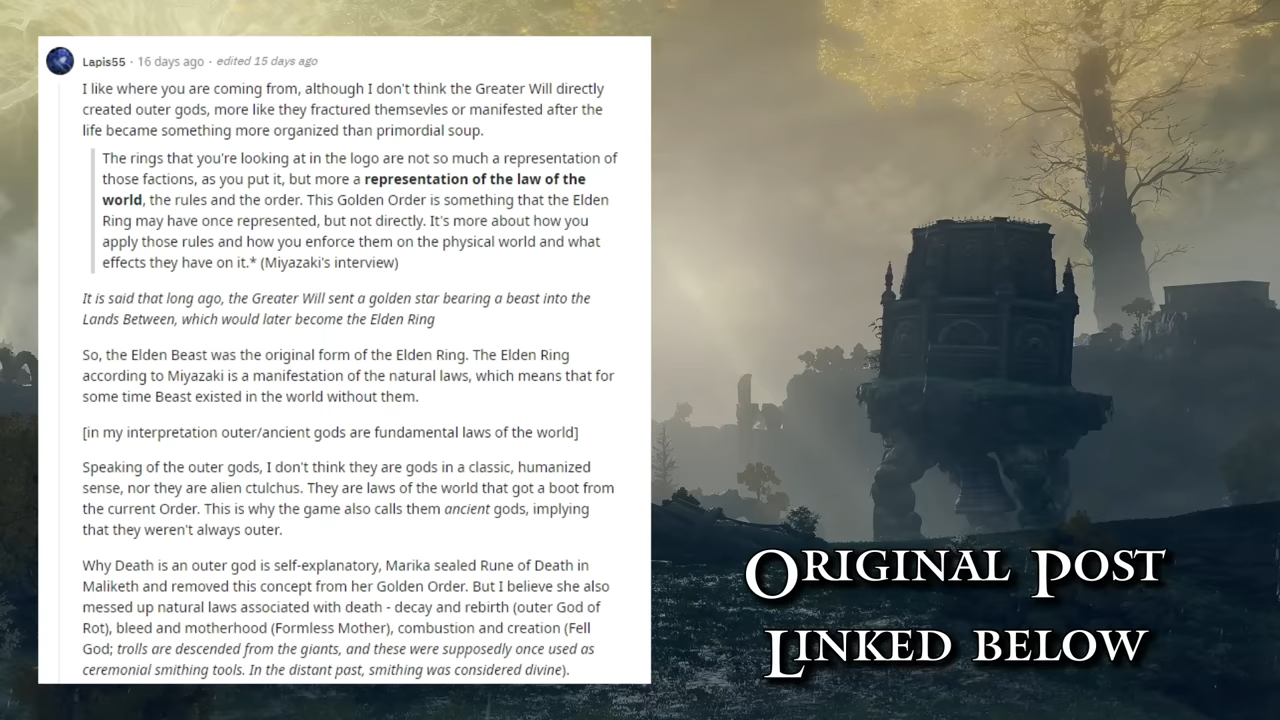 Lapis55 · 16 days ago · edited 15 days ago
I like where you are coming from, although I don't think the Greater Will directly
created outer gods, more like they fractured themsevles or manifested after the
life became something more organized than primordial soup.
The rings that you're looking at in the logo are not so much a representation of
those factions, as you put it, but more a representation of the law of the
world, the rules and the order. This Golden Order is something that the Elden
Ring may have once represented, but not directly. It's more about how you
apply those rules and how you enforce them on the physical world and what
effects they have on it.* (Miyazaki's interview)
It is said that long ago, the Greater Will sent a golden star bearing a beast into the
Lands Between, which would later become the Elden Ring
So, the Elden Beast was the original form of the Elden Ring. The Elden Ring
according to Miyazaki is a manifestation of the natural laws, which means that for
some time Beast existed in the world without them.
[in my interpretation outer/ancient gods are fundamental laws of the world]
Speaking of the outer gods, I don't think they are gods in a classic, humanized
sense, nor they are alien ctulchus. They are laws of the world that got a boot from
the current Order. This is why the game also calls them ancient gods, implying
that they weren't always outer.
Why Death is an outer god is self-explanatory, Marika sealed Rune of Death in
Maliketh and removed this concept from her Golden Order. But I believe she also
messed up natural laws associated with death - decay and rebirth (outer God of
Rot), bleed and motherhood (Formless Mother), combustion and creation (Fell
God; trolls are descended from the giants, and these were supposedly once used as
ceremonial smithing tools. In the distant past, smithing was considered divine).
Original Post
Linked below